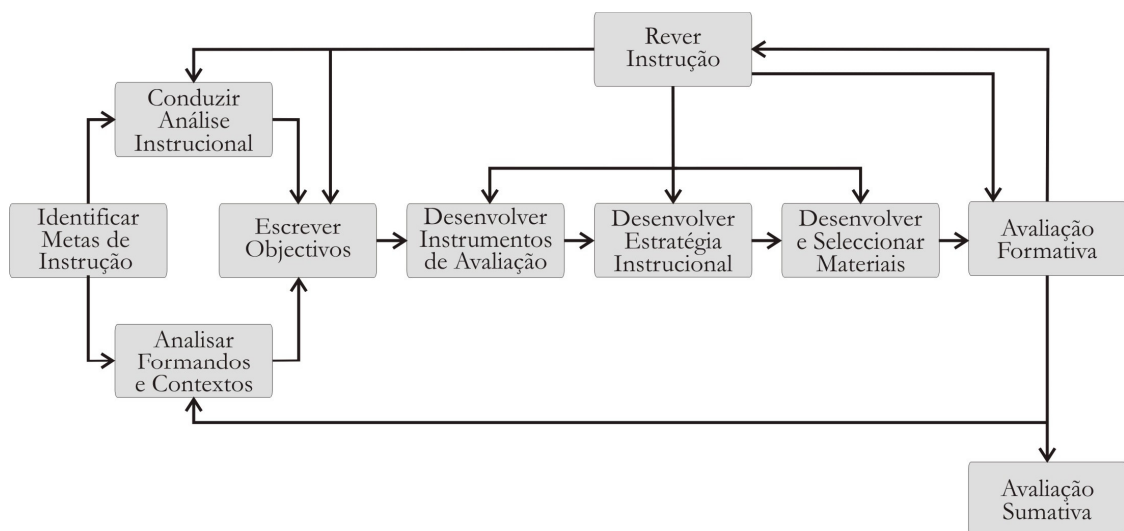 Rever
Instrução
Conduzir
Análise
Instrucional
Identificar
Metas de
Instrução
Escrever
Objectivos
Desenvolver
Instrumentos
de Avaliação
Desenvolver
Estratégia
Instrucional
Desenvolver
e Seleccionar
Materiais
Avaliação
Formativa
Analisar
Formandos
e Contextos
Avaliação
Sumativa